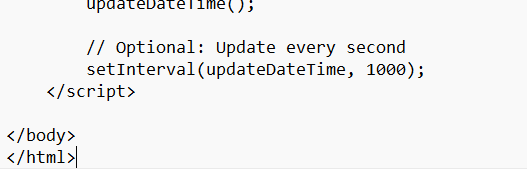 updateDateTime();
// Optional: Update every second
setInterval(updateDateTime, 1000);
</script>
</body>
</html>